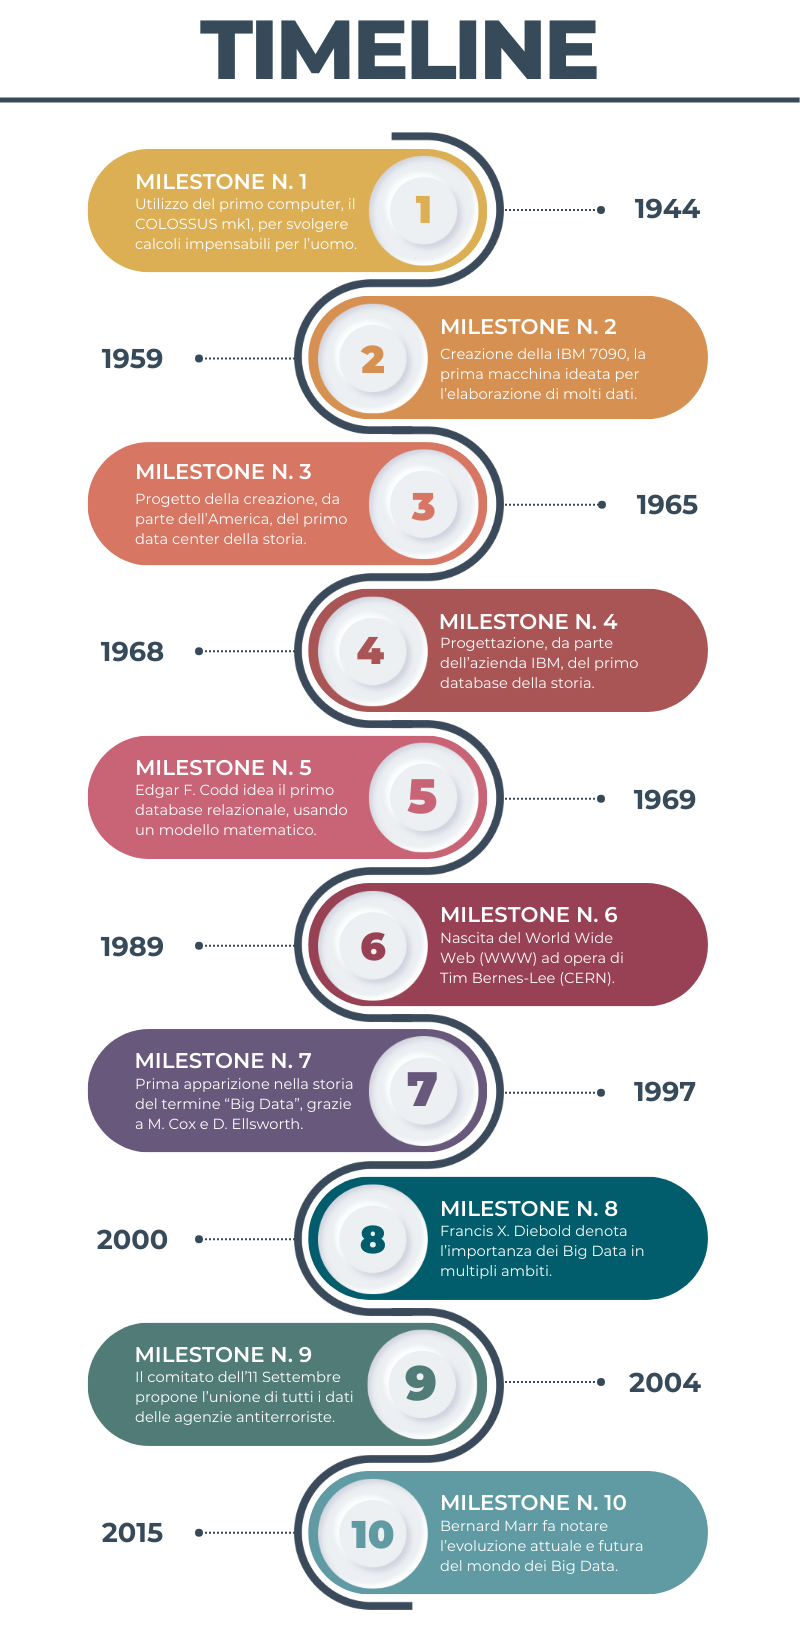 TIMELINE
MILESTONE N. 1
Utilizzo del primo computer, il
COLOSSUS mk1, per svolgere
calcoli impensabili per l'uomo.
1
1944
1959
2
MILESTONE N. 2
Creazione della IBM 7090, la
prima macchina ideata per
l'elaborazione di molti dati.
MILESTONE N. 3
Progetto della creazione, da
parte dell'America, del primo
data center della storia.
3
1965
1968
4
MILESTONE N. 4
Progettazione, da parte
dell'azienda IBM, del primo
database della storia.
MILESTONE N. 5
Edgar F. Codd idea il primo
database relazionale, usando
un modello matematico.
5
1969
1989
6
MILESTONE N. 6
Nascita del World Wide
Web (WWW) ad opera di
Tim Bernes-Lee (CERN).
MILESTONE N. 7
Prima apparizione nella storia
del termine “Big Data”, grazie
a M. Cox e D. Ellsworth.
7
1997
2000
8
MILESTONE N. 8
Francis X. Diebold denota
l'importanza dei Big Data in
multipli ambiti.
MILESTONE N. 9
Il comitato dell'11 Settembre
propone l'unione di tutti i dati
delle agenzie antiterroriste.
9
2004
2015
10
MILESTONE N. 10
Bernard Marr fa notare
l'evoluzione attuale e futura
del mondo dei Big Data.